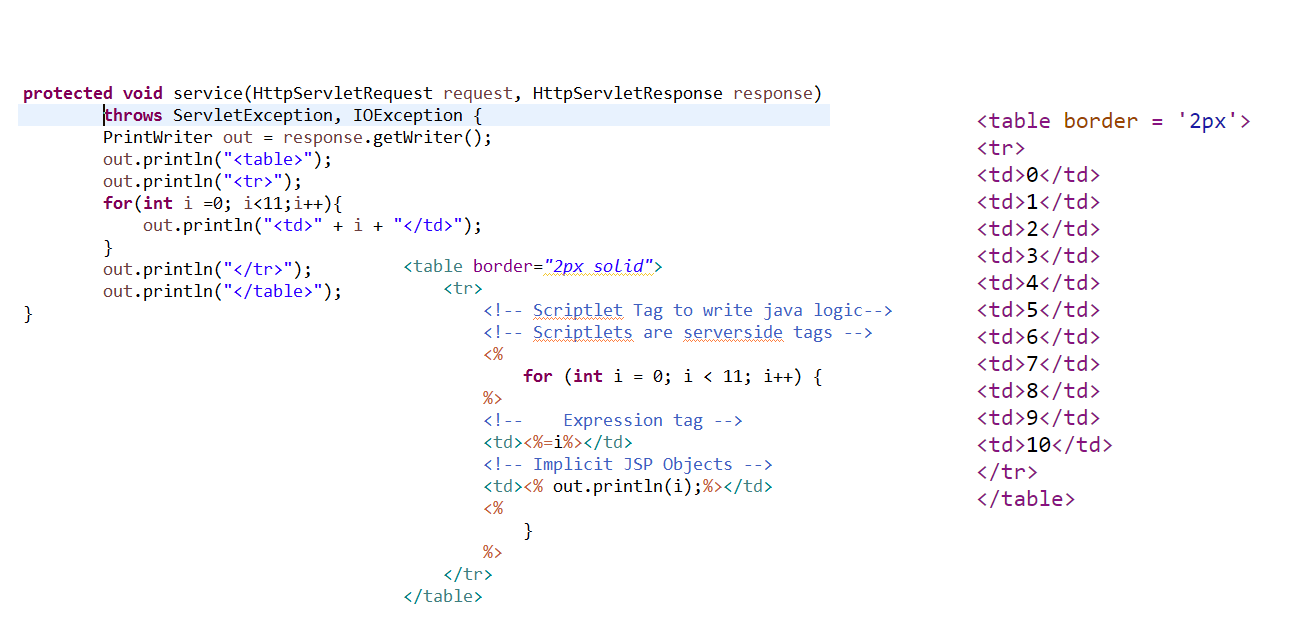 protected void service(HttpServletRequest request, HttpServletResponse response)
throws ServletException, IOException {
PrintWriter out = response.getWriter();
out.println("<table>");
out.println("<tr>");
for(int i =0; i<11;i++){
out.println("<td>" + i + "</td>");
}
out.println("</tr>");
out.println("</table>");
}
<table border="2px solid">
<tr>
<!-- Scriptlet Tag to write java logic-->
<!-- Scriptlets are serverside tags -->
<%
for (int i = 0; i < 11; i++) {
%>
<!--    Expression tag -->
<td><%=i%></td>
<!-- Implicit JSP Objects -->
<td><% out.println(i);%></td>
<%
}
%>
</tr>
</table>
<table border = '2px'>
<tr>
<td>0</td>
<td>1</td>
<td>2</td>
<td>3</td>
<td>4</td>
<td>5</td>
<td>6</td>
<td>7</td>
<td>8</td>
<td>9</td>
<td>10</td>
</tr>
</table>